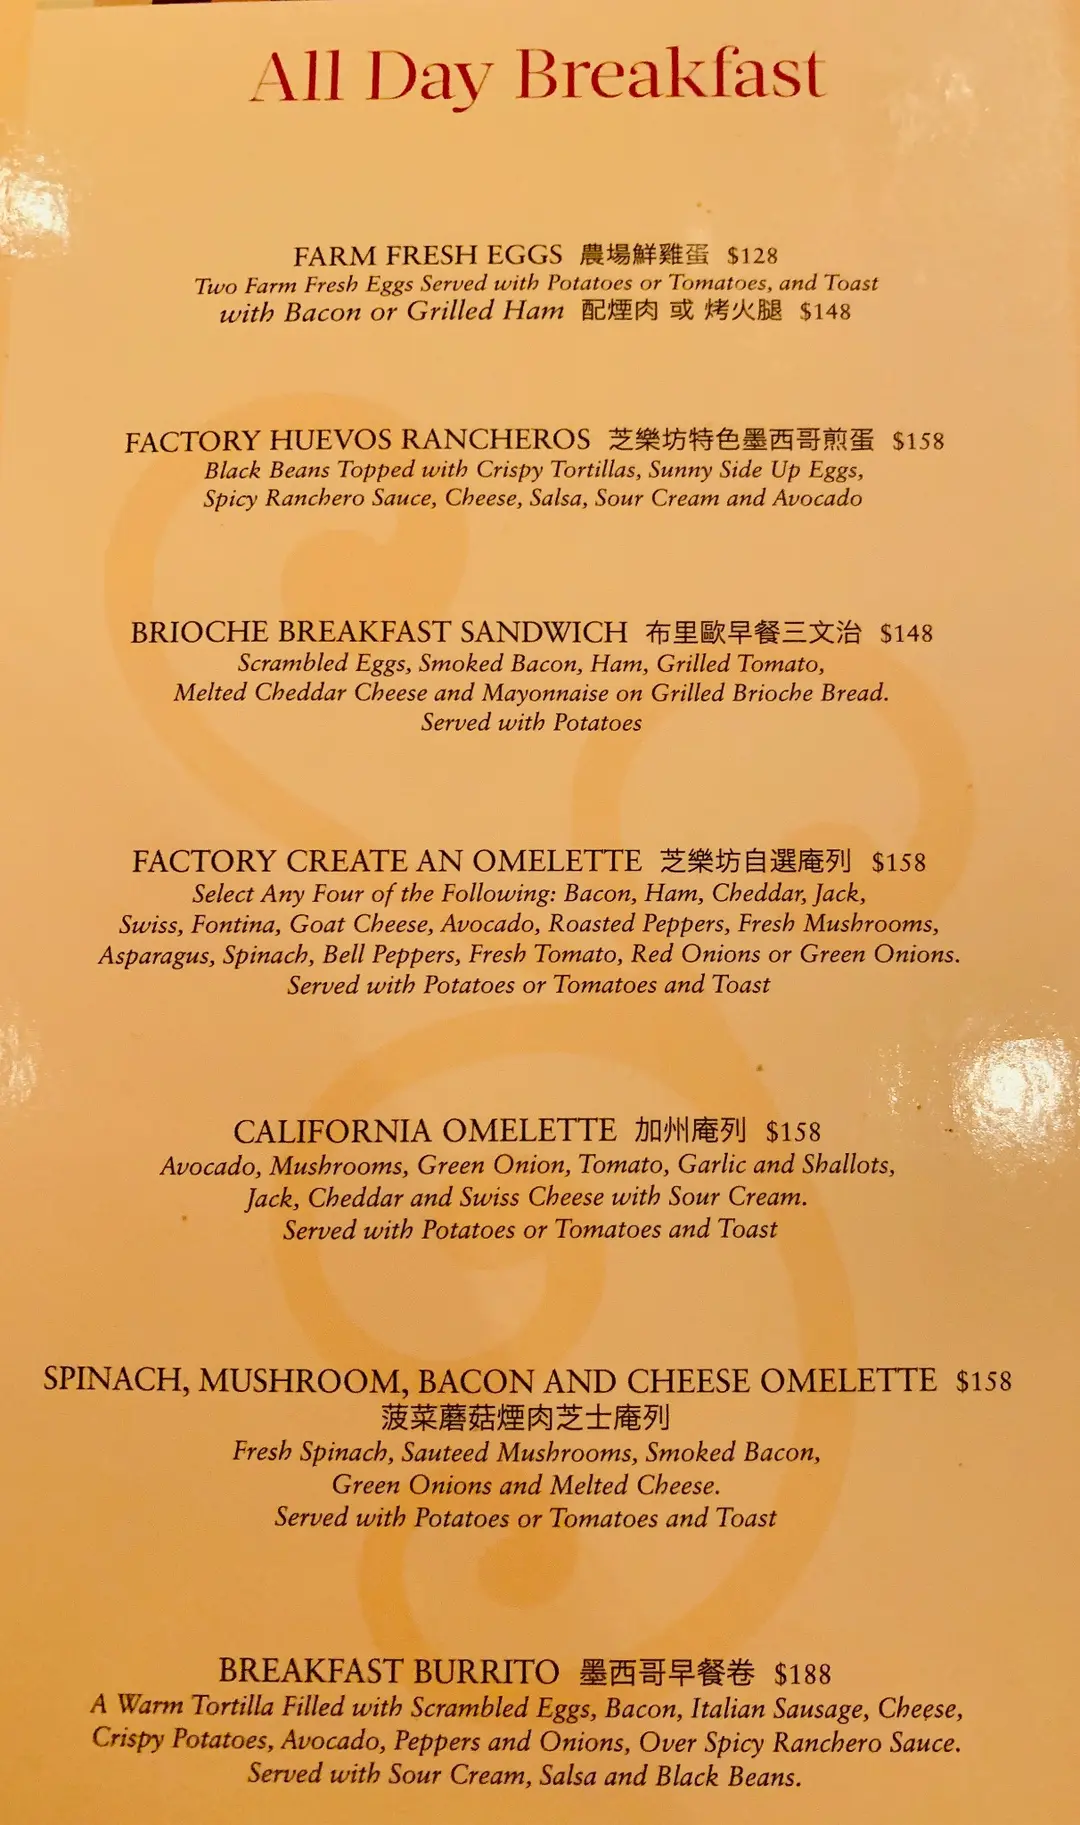 All Day Breakfast
FARM FRESH EGGS 農場鮮雞蛋 $128
Two Farm Fresh Eggs Served with Potatoes or Tomatoes, and Toast
with Bacon or Grilled Ham 配煙肉 或 烤火腿 $148
FACTORY HUEVOS RANCHEROS 芝樂坊特色墨西哥煎蛋 $158
Black Beans Topped with Crispy Tortillas, Sunny Side Up Eggs,
Spicy Ranchero Sauce, Cheese, Salsa, Sour Cream and Avocado
BRIOCHE BREAKFAST SANDWICH 布里歐早餐三文治 $148
Scrambled Eggs, Smoked Bacon, Ham, Grilled Tomato,
Melted Cheddar Cheese and Mayonnaise on Grilled Brioche Bread.
Served with Potatoes
FACTORY CREATE AN OMELETTE 芝樂坊自選庵列 $158
Select Any Four of the Following: Bacon, Ham, Cheddar, Jack,
Swiss, Fontina, Goat Cheese, Avocado, Roasted Peppers, Fresh Mushrooms,
Asparagus, Spinach, Bell Peppers, Fresh Tomato, Red Onions or Green Onions.
Served with Potatoes or Tomatoes and Toast
CALIFORNIA OMELETTE 加州庵列 $158
Avocado, Mushrooms, Green Onion, Tomato, Garlic and Shallots,
Jack, Cheddar and Swiss Cheese with Sour Cream.
Served with Potatoes or Tomatoes and Toast
SPINACH, MUSHROOM, BACON AND CHEESE OMELETTE $158
菠菜蘑菇煙肉芝士庵列
Fresh Spinach, Sauteed Mushrooms, Smoked Bacon,
Green Onions and Melted Cheese.
Served with Potatoes or Tomatoes and Toast
BREAKFAST BURRITO 墨西哥早餐卷 $188
A Warm Tortilla Filled with Scrambled Eggs, Bacon, Italian Sausage, Cheese,
Crispy Potatoes, Avocado, Peppers and Onions, Over Spicy Ranchero Sauce.
Served with Sour Cream, Salsa and Black Beans.